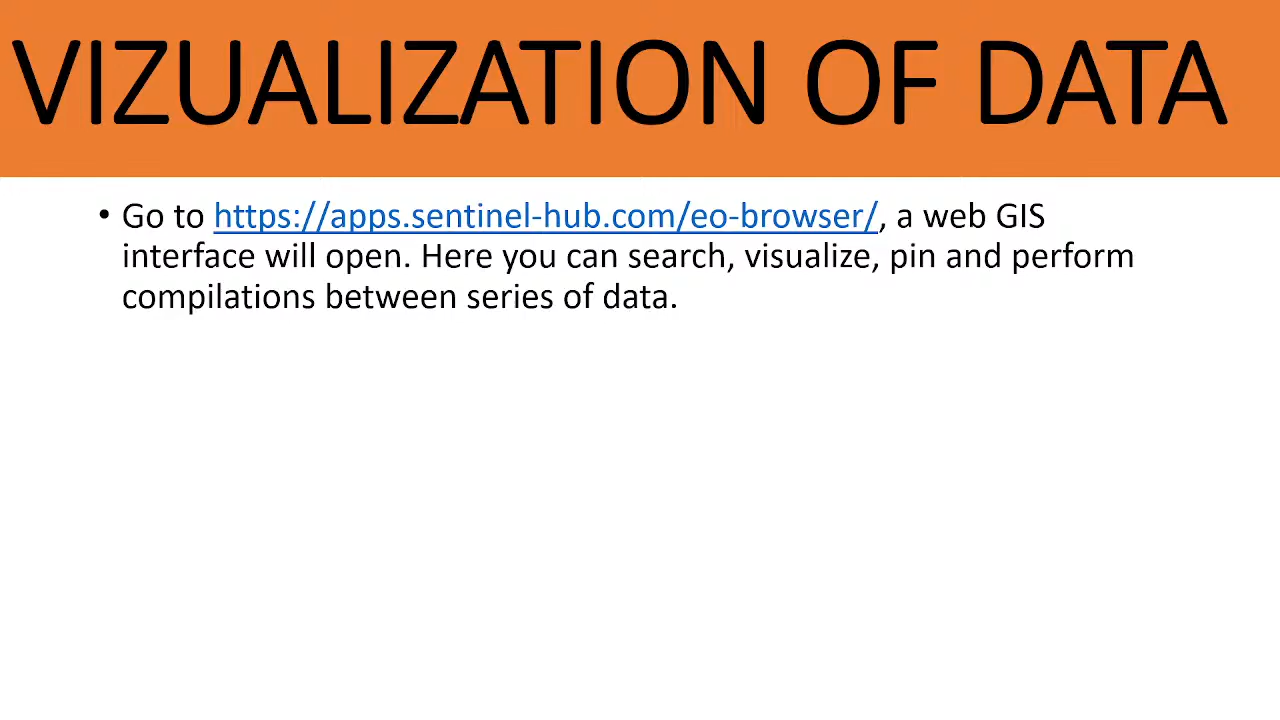 VIZUALIZATION OF DATA
• Go to https://apps.sentinel-hub.com/eo-browser/, a web GIS
interface will open. Here you can search, visualize, pin and perform
compilations between series of data.